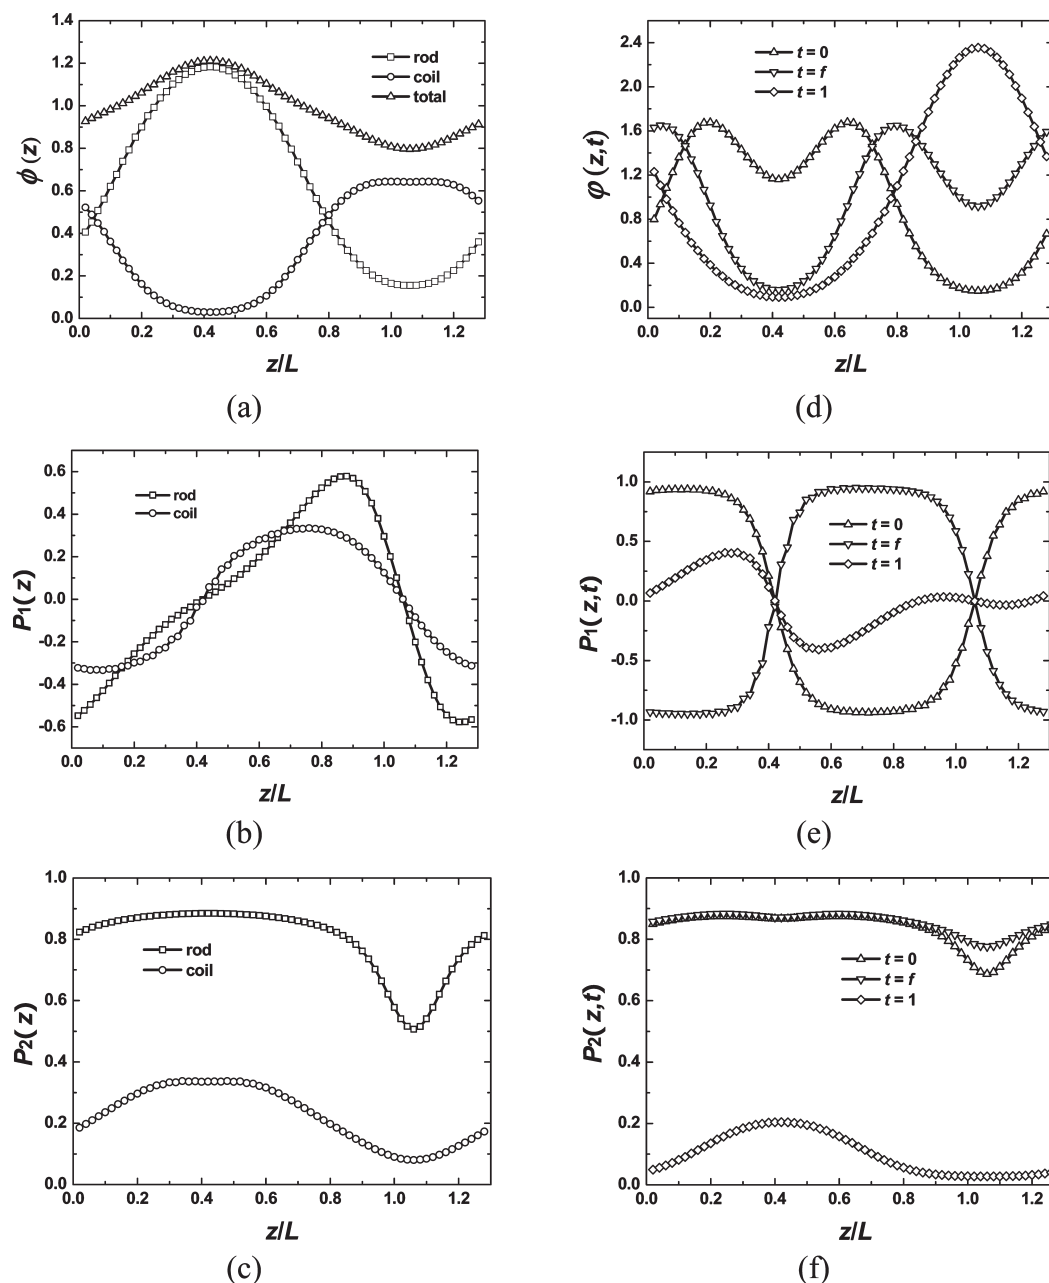 ϕ(z)
1.4
1.2
1.0
0.8
0.6
0.4
0.2
0.0
rod
coil
total
0.0 0.2 0.4 0.6 0.8 1.0 1.2
z/L
(a)
φ(z,t)
2.4
2.0
1.6
1.2
0.8
0.4
0.0
t = 0
t = f
t = 1
0.0 0.2 0.4 0.6 0.8 1.0 1.2
z/L
(d)
P1(z)
0.6
0.4
0.2
0.0
-0.2
-0.4
-0.6
rod
coil
0.0 0.2 0.4 0.6 0.8 1.0 1.2
z/L
(b)
P1(z,t)
1.0
0.5
0.0
-0.5
-1.0
t = 0
t = f
t = 1
0.0 0.2 0.4 0.6 0.8 1.0 1.2
z/L
(e)
P2(z)
1.0
0.8
0.6
0.4
0.2
0.0
rod
coil
0.0 0.2 0.4 0.6 0.8 1.0 1.2
z/L
(c)
P2(z,t)
1.0
0.8
0.6
0.4
0.2
0.0
t = 0
t = f
t = 1
0.0 0.2 0.4 0.6 0.8 1.0 1.2
z/L
(f)